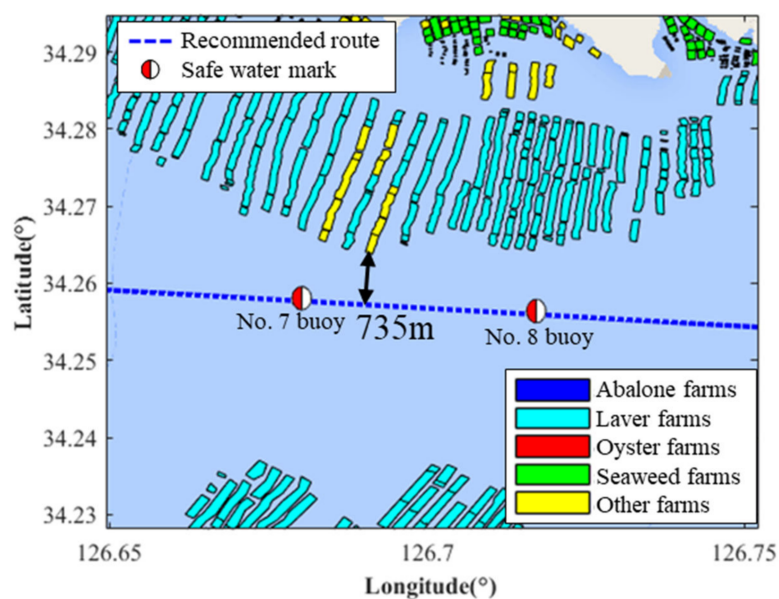 Recommended route
Safe water mark
34.29
34.28
34.27
34.26
34.25
34.24
34.23
Latitude(°)
No. 7 buoy
735m
No. 8 buoy
Abalone farms
Laver farms
Oyster farms
Seaweed farms
Other farms
126.65
126.7
126.75
Longitude(°)